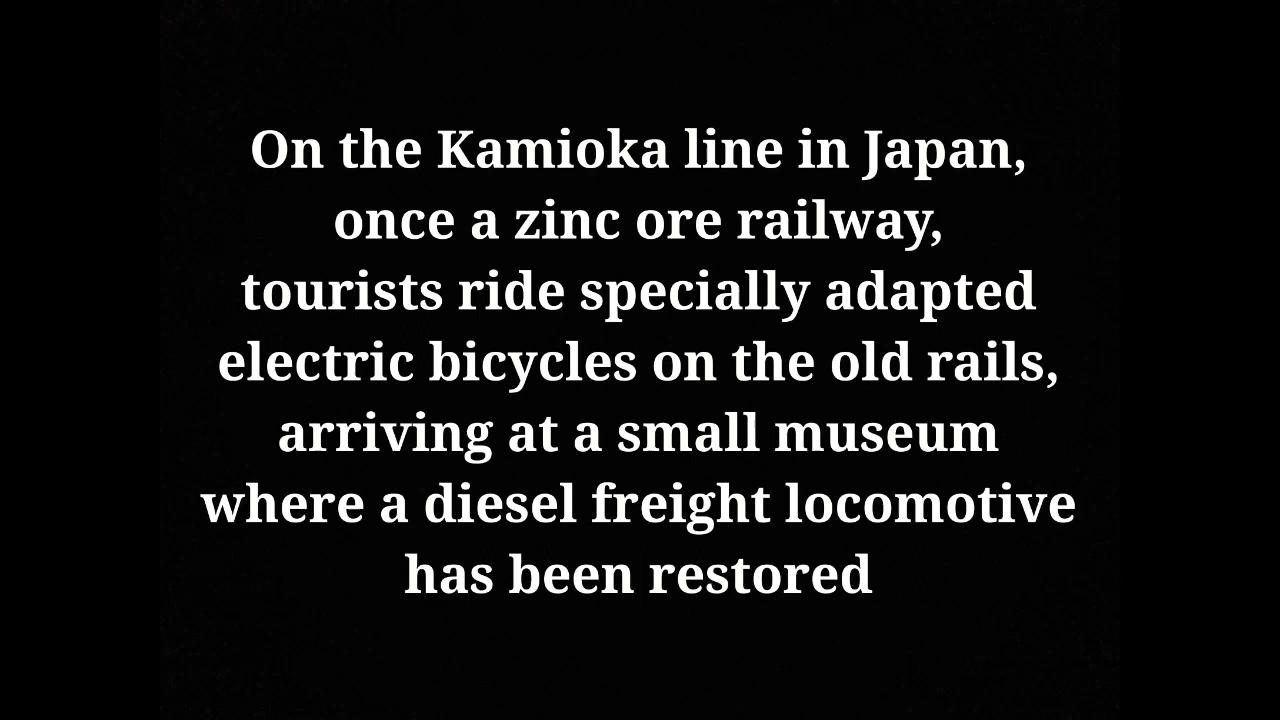 On the Kamioka line in Japan,
once a zinc ore railway,
tourists ride specially adapted
electric bicycles on the old rails,
arriving at a small museum
where a diesel freight locomotive
has been restored